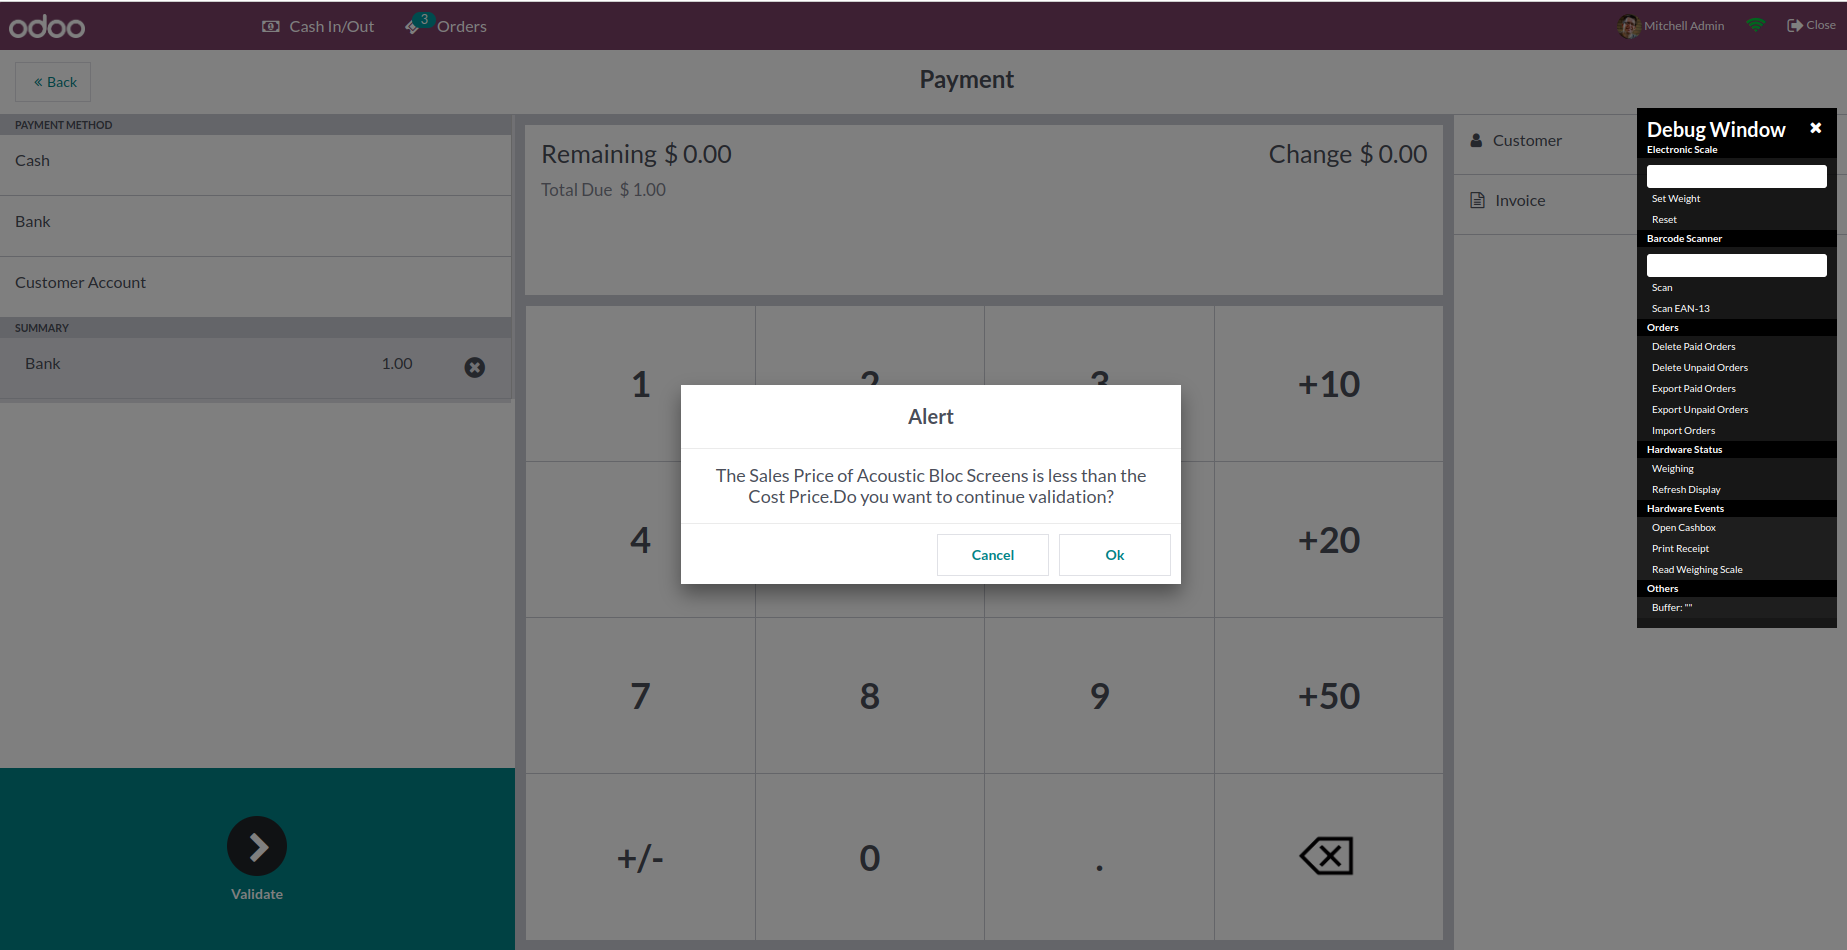 odoo
Cash In/Out
3
Orders
Mitchell Admin
Close
« Back
Payment
PAYMENT METHOD
Cash
Bank
Customer Account
SUMMARY
Bank 1.00
Validate
Remaining $ 0.00
Change $ 0.00
Total Due $ 1.00
1 2 3 +10
4 +20
7 8 9 +50
+/- 0 .
Alert
The Sales Price of Acoustic Bloc Screens is less than the
Cost Price.Do you want to continue validation?
Cancel
Ok
Customer
Invoice
Debug Window
Electronic Scale
Set Weight
Reset
Barcode Scanner
Scan
Scan EAN-13
Orders
Delete Paid Orders
Delete Unpaid Orders
Export Paid Orders
Export Unpaid Orders
Import Orders
Hardware Status
Weighing
Refresh Display
Hardware Events
Open Cashbox
Print Receipt
Read Weighing Scale
Others
Buffer: ""